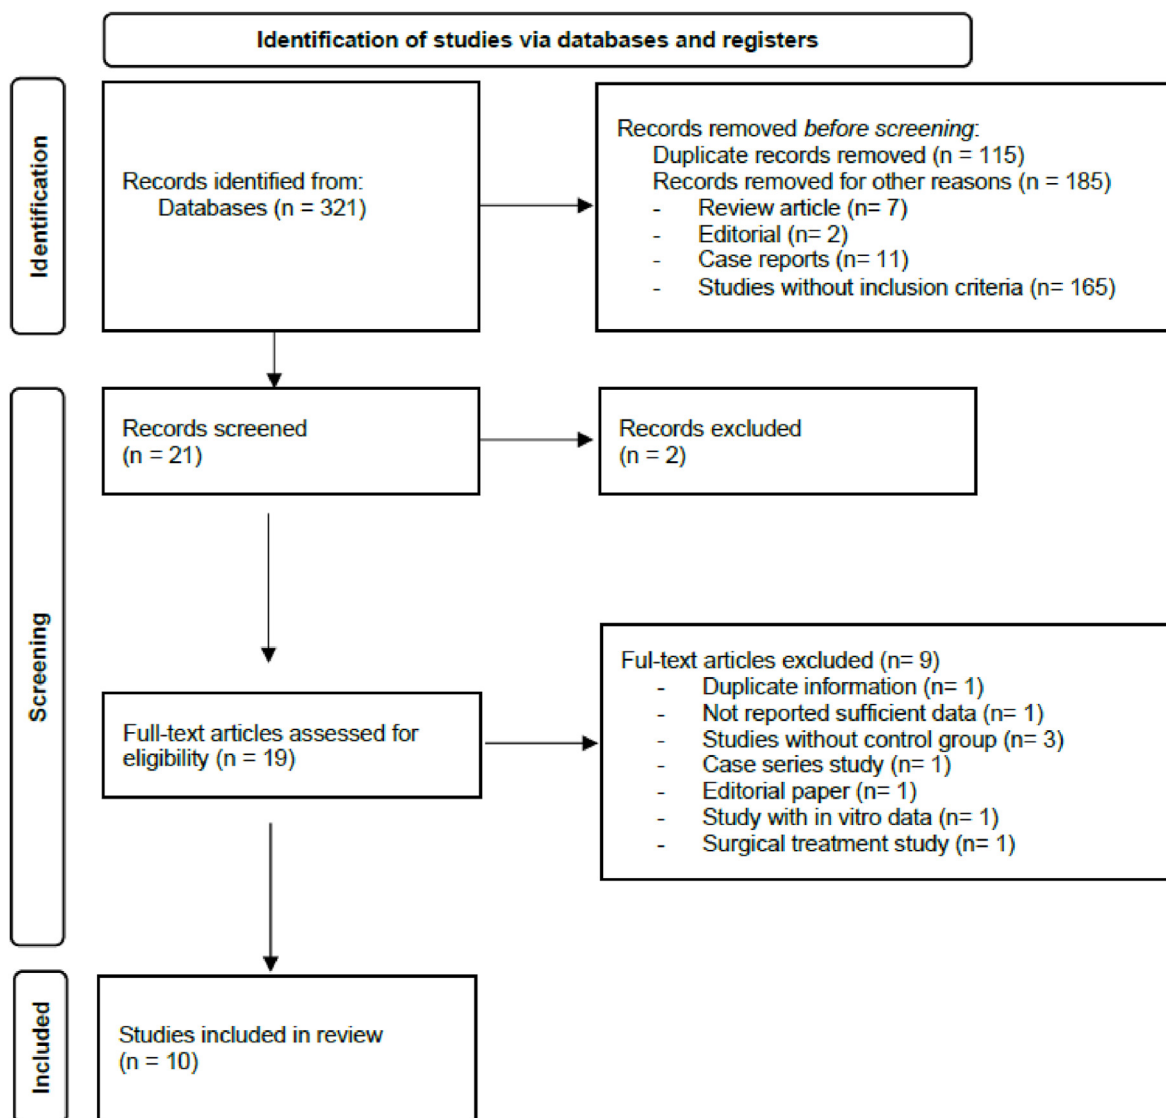 Identification of studies via databases and registers
Identification
Records identified from:
Databases (n = 321)
Records removed before screening:
Duplicate records removed (n = 115)
Records removed for other reasons (n = 185)
- Review article (n= 7)
- Editorial (n= 2)
- Case reports (n= 11)
- Studies without inclusion criteria (n= 165)
Screening
Records screened
(n = 21)
Records excluded
(n = 2)
Full-text articles assessed for
eligibility (n = 19)
Ful-text articles excluded (n= 9)
- Duplicate information (n= 1)
- Not reported sufficient data (n= 1)
- Studies without control group (n= 3)
- Case series study (n= 1)
- Editorial paper (n= 1)
- Study with in vitro data (n= 1)
- Surgical treatment study (n= 1)
Included
Studies included in review
(n = 10)